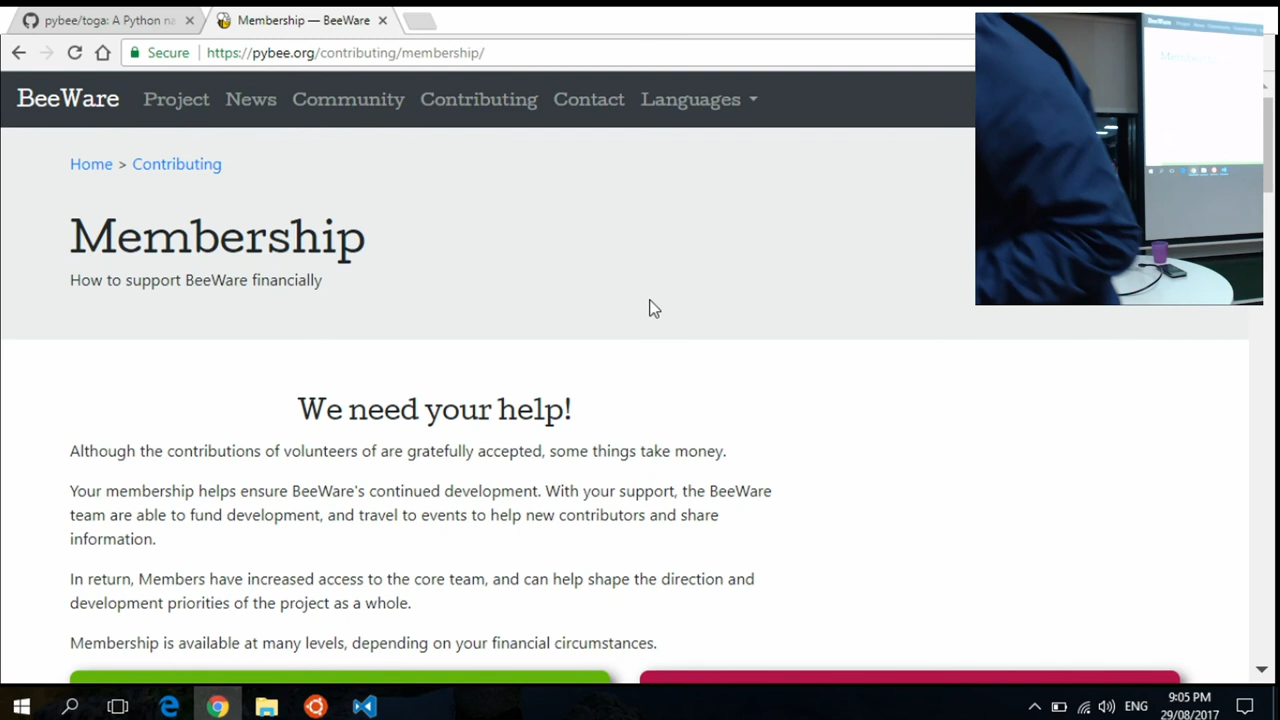 pybee/toga: A Python na
Membership — BeeWare
Secure
https://pybee.org/contributing/membership/
BeeWare Project News Community Contributing Contact Languages
Home > Contributing
Membership
How to support BeeWare financially
We need your help!
Although the contributions of volunteers of are gratefully accepted, some things take money.
Your membership helps ensure BeeWare's continued development. With your support, the BeeWare
team are able to fund development, and travel to events to help new contributors and share
information.
In return, Members have increased access to the core team, and can help shape the direction and
development priorities of the project as a whole.
Membership is available at many levels, depending on your financial circumstances.
ENG
9:05 PM
29/08/2017
BeeWare